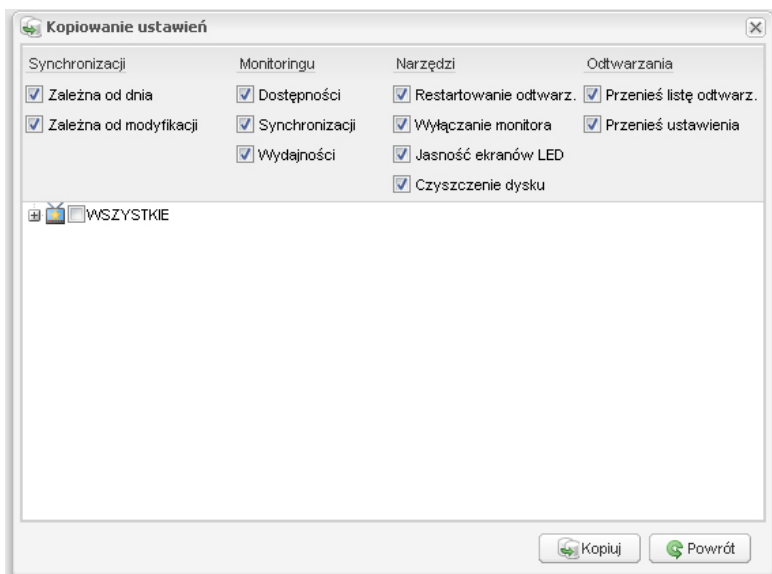 Kopiowanie ustawień
Synchronizacji Monitoringu Narzędzi Odtwarzania
Zależna od dnia Dostępności Restartowanie odtwarz. Przenieś listę odtwarz.
Zależna od modyfikacji Synchronizacji Wyłączanie monitora Przenieś ustawienia
Wydajności Jasność ekranów LED
Czyszczenie dysku
WSZYSTKIE
Kopiuj Powrót